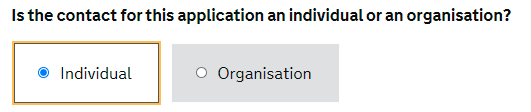 Is the contact for this application an individual or an organisation?
Individual
Organisation